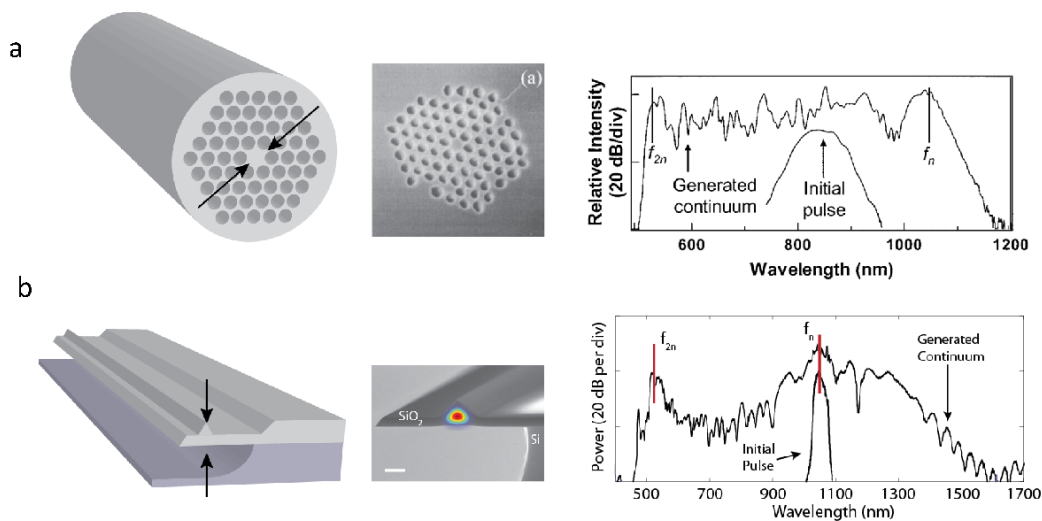 a
(a)
Relative Intensity
(20 dB/div)
f2n
fn
Generated
continuum
Initial
pulse
600
800
1000
1200
Wavelength (nm)
b
SiO2
Si
Power (20 dB per div)
f2n
fn
Generated
Continuum
Initial
Pulse
500
700
900
1100
1300
1500
1700
Wavelength (nm)